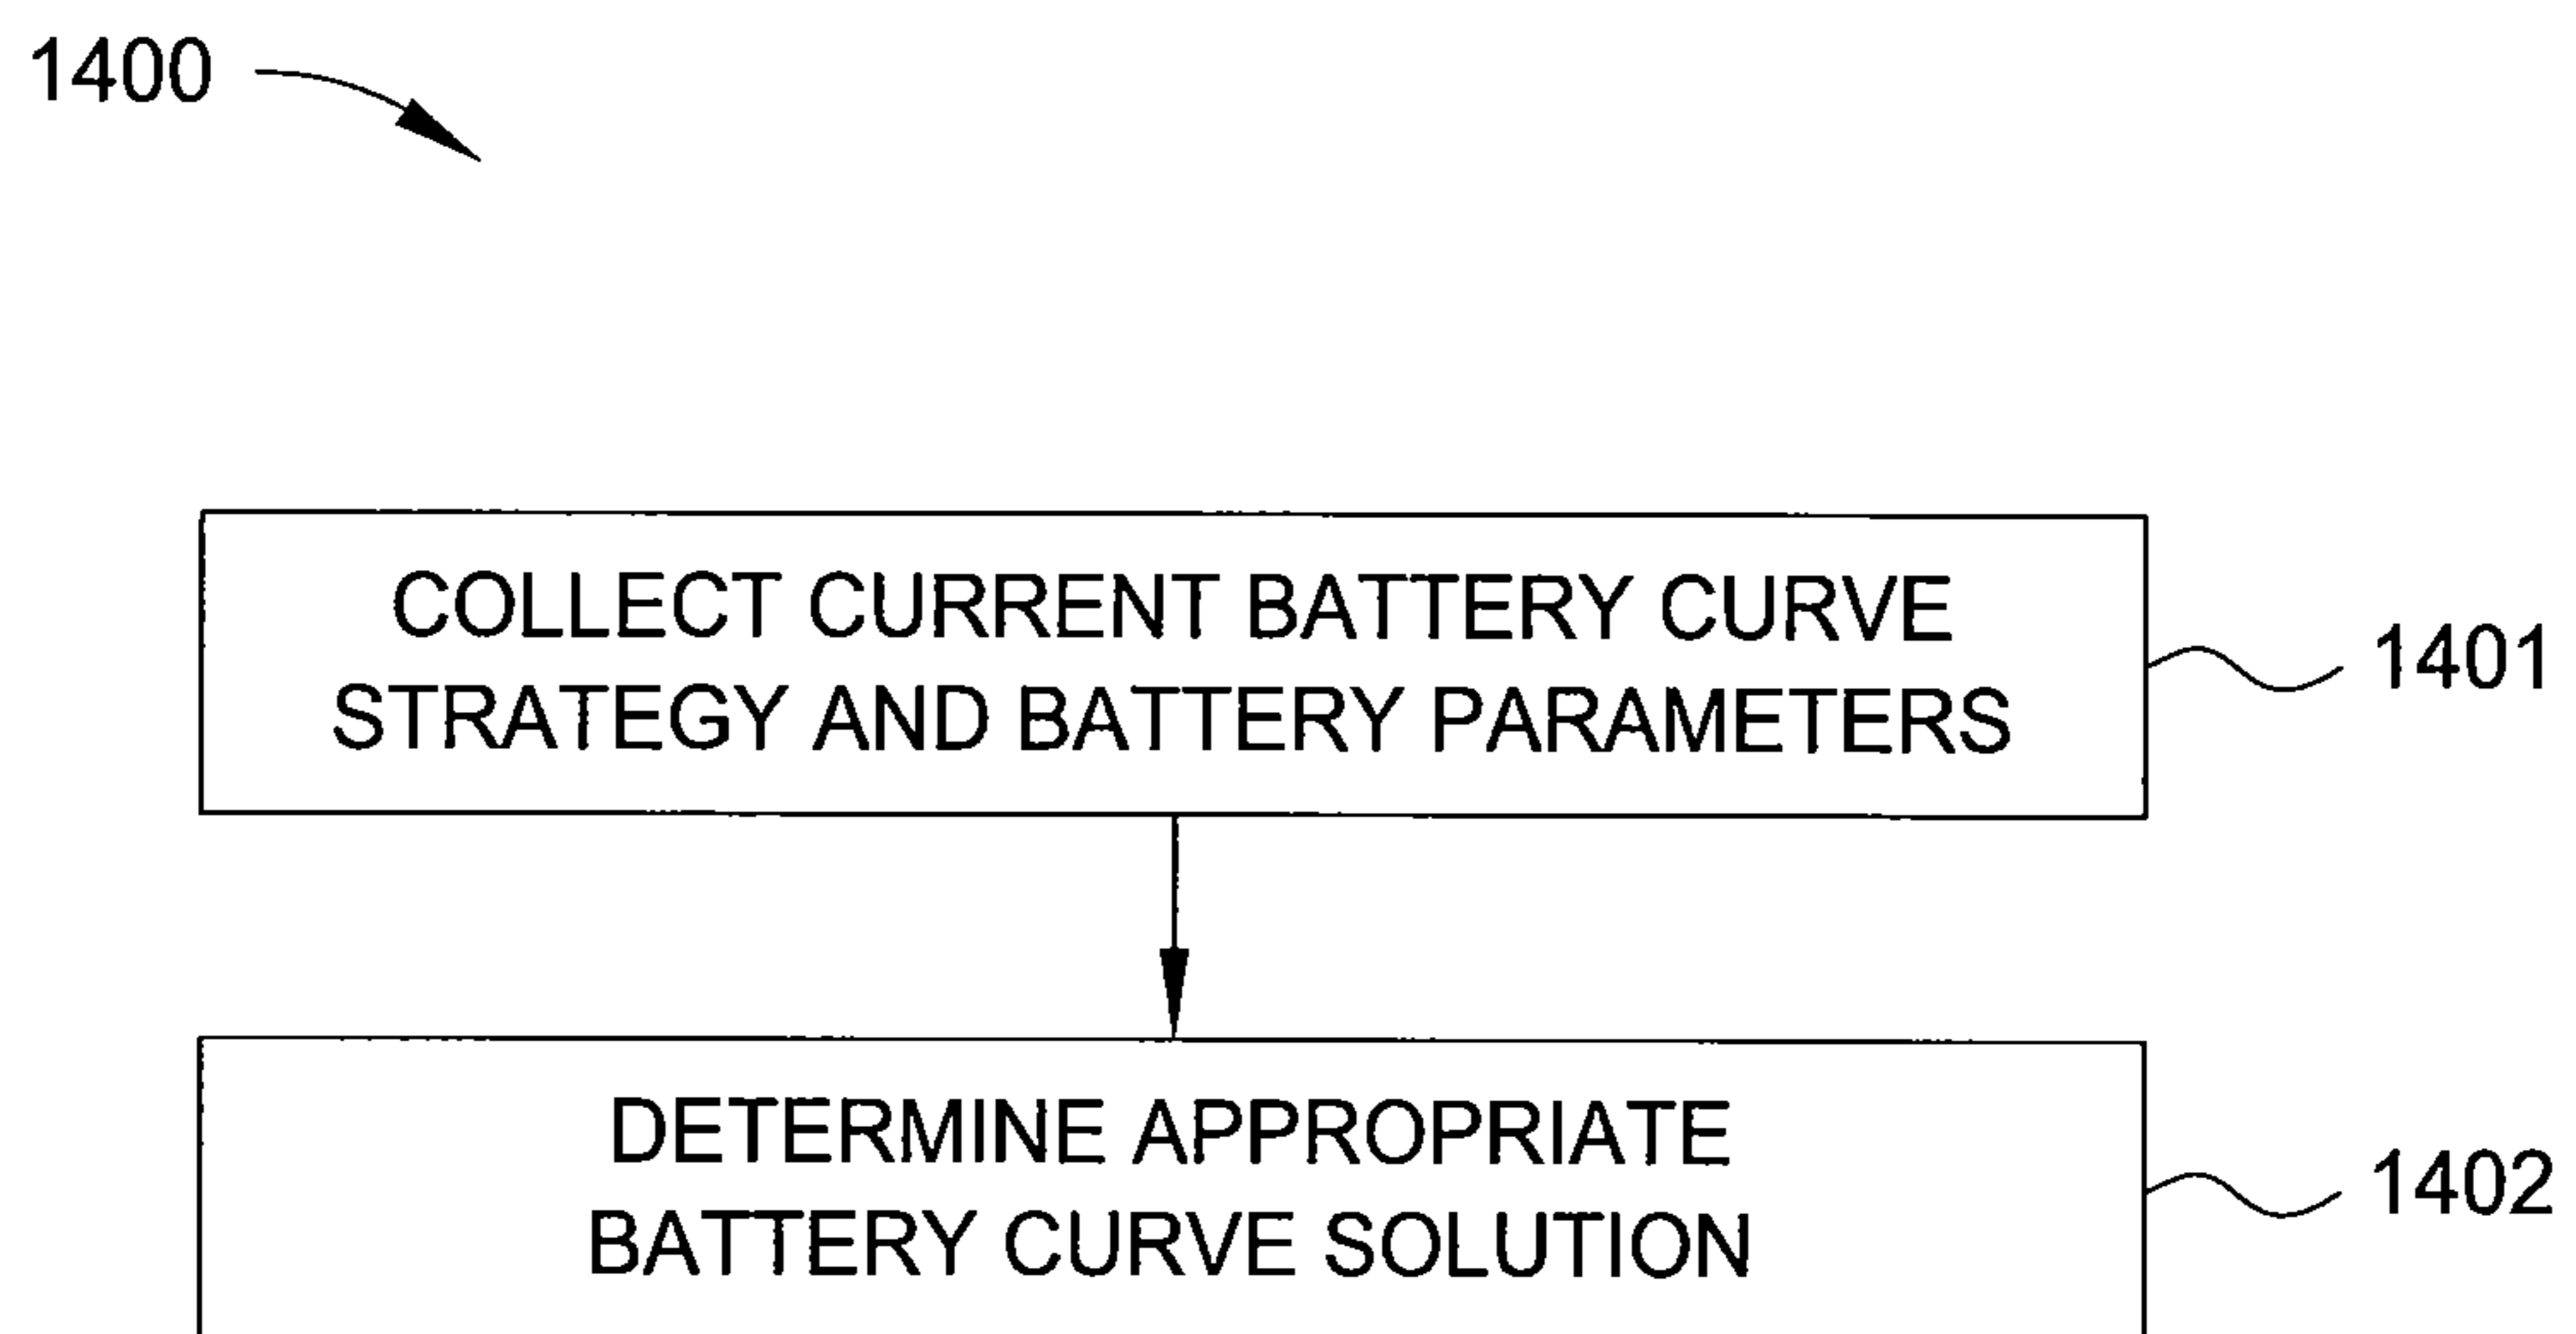 1400
COLLECT CURRENT BATTERY CURVE
STRATEGY AND BATTERY PARAMETERS
1401
DETERMINE APPROPRIATE
BATTERY CURVE SOLUTION
1402